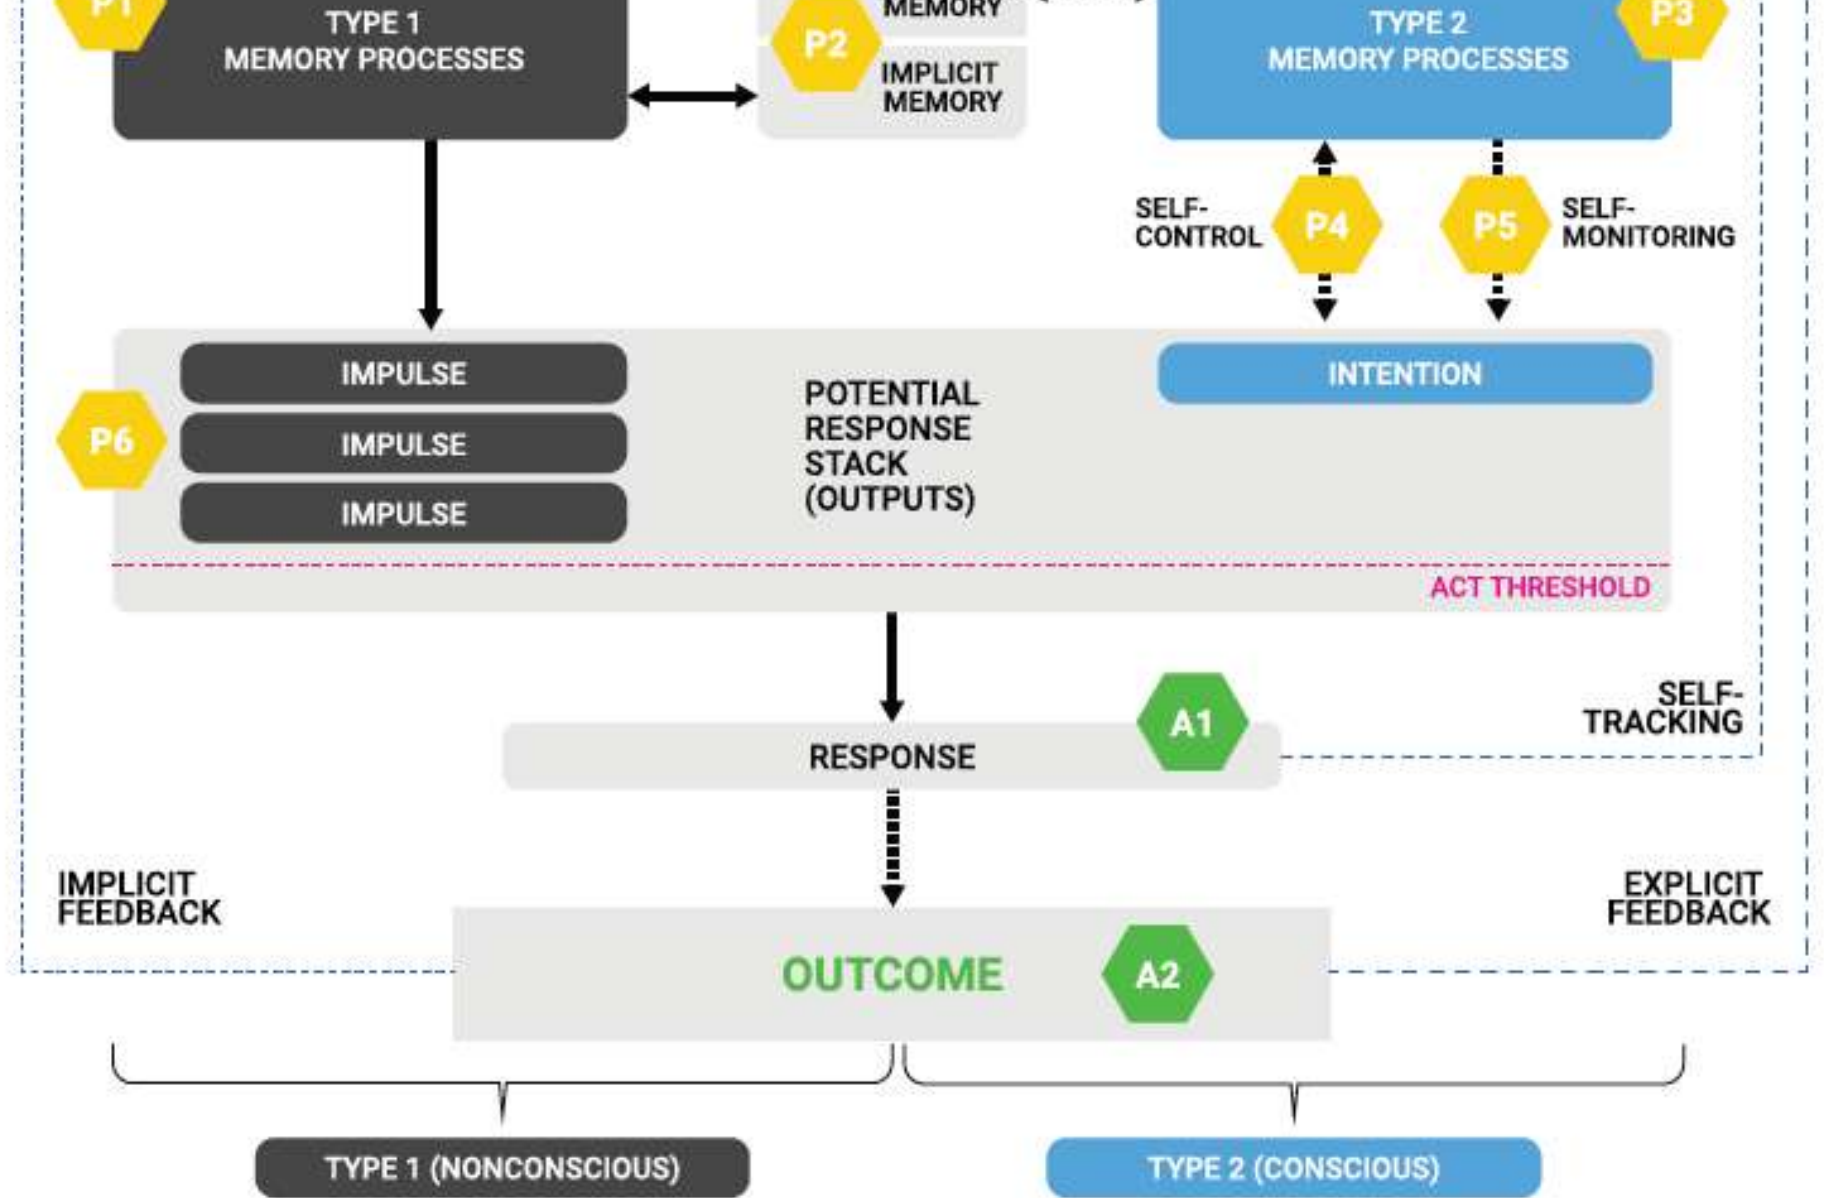 P1
TYPE 1
MEMORY PROCESSES
MEMORY
P2
IMPLICIT
MEMORY
TYPE 2
MEMORY PROCESSES
P3
SELF-
CONTROL
P4
P5
SELF-
MONITORING
IMPULSE
INTENTION
P6
IMPULSE
IMPULSE
POTENTIAL
RESPONSE
STACK
(OUTPUTS)
ACT THRESHOLD
RESPONSE
A1
SELF-
TRACKING
IMPLICIT
FEEDBACK
EXPLICIT
FEEDBACK
OUTCOME
A2
TYPE 1 (NONCONSCIOUS)
TYPE 2 (CONSCIOUS)